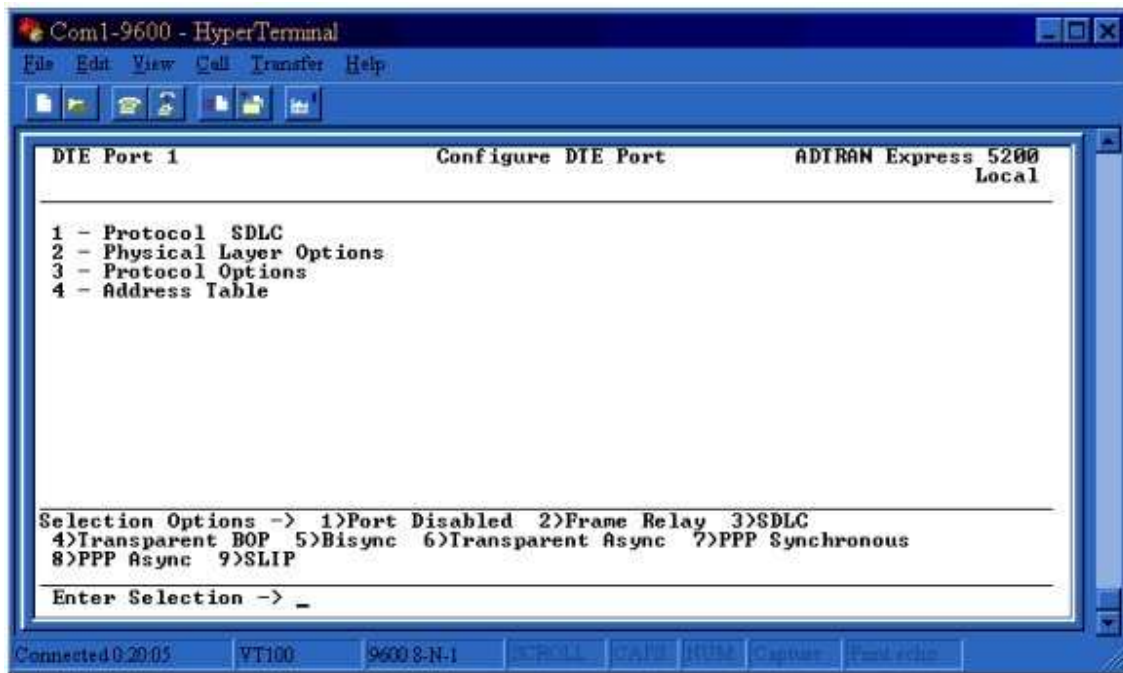 Com1-9600 - HyperTerminal
File Edit View Call Transfer Help
DTE Port 1 Configure DTE Port ADTRAN Express 5200
Local
1 - Protocol SDLC
2 - Physical Layer Options
3 - Protocol Options
4 - Address Table
Selection Options -> 1)Port Disabled 2)Frame Relay 3)SDLC
4)Transparent BOP 5)Bisync 6)Transparent Async 7)PPP Synchronous
8)PPP Async 9)SLIP
Enter Selection -> _
Connected 0:20:05 VT100 9600 8-N-1 SCROLL CAPS NUM Capture Print echo